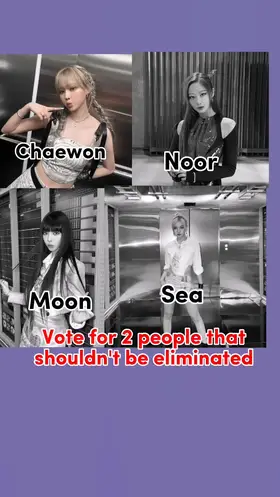 Chaewon
Noor
Moon
Sea
Vote for 2 people that
shouldn't be eliminated